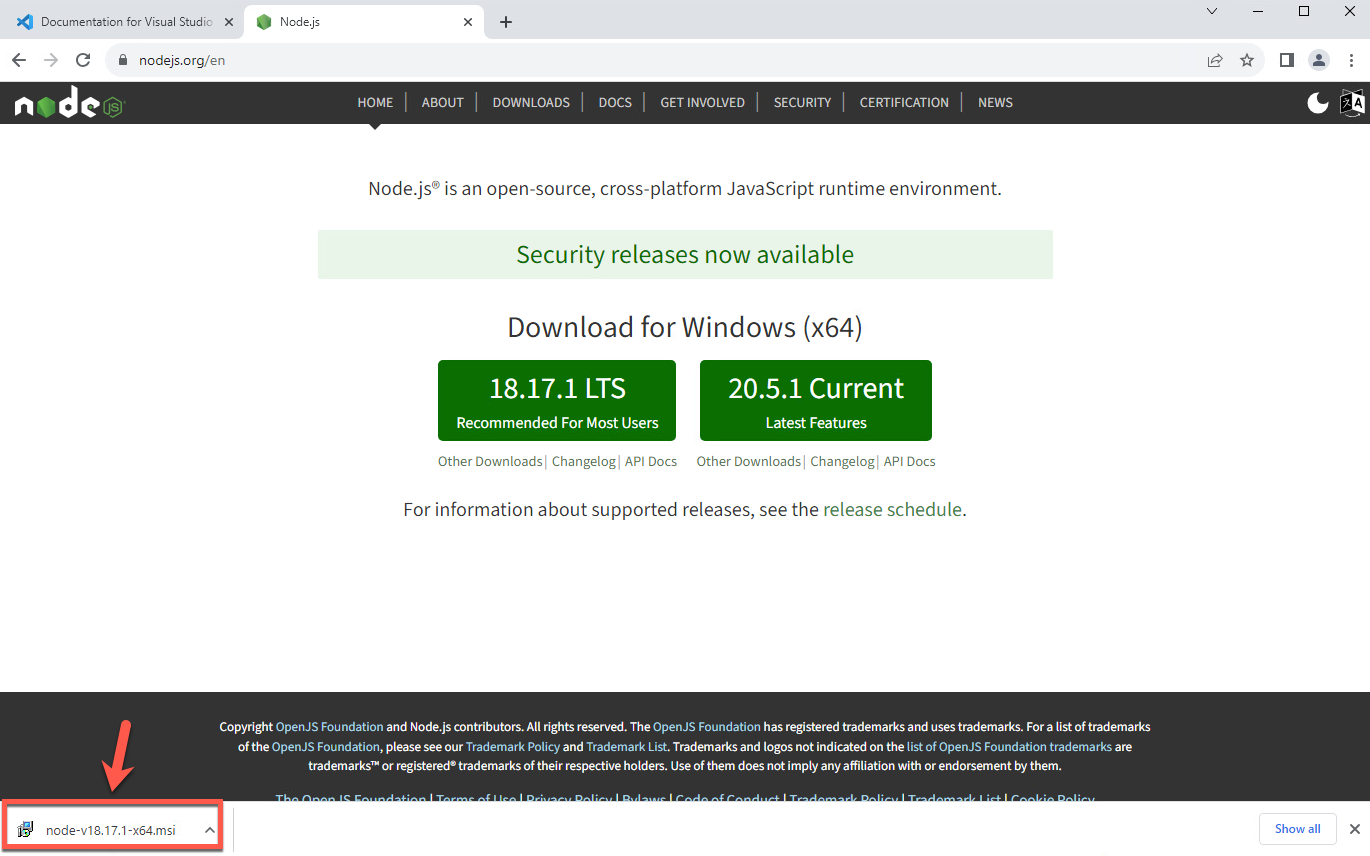 Documentation for Visual Studio
Node.js
nodejs.org/en
node JS
HOME
ABOUT
DOWNLOADS
DOCS
GET INVOLVED
SECURITY
CERTIFICATION
NEWS
Node.js® is an open-source, cross-platform JavaScript runtime environment.
Security releases now available
Download for Windows (x64)
18.17.1 LTS
Recommended For Most Users
20.5.1 Current
Latest Features
Other Downloads | Changelog | API Docs
Other Downloads | Changelog | API Docs
For information about supported releases, see the release schedule.
Copyright OpenJS Foundation and Node.js contributors. All rights reserved. The OpenJS Foundation has registered trademarks and uses trademarks. For a list of trademarks
of the OpenJS Foundation, please see our Trademark Policy and Trademark List. Trademarks and logos not indicated on the list of OpenJS Foundation trademarks are
trademarks™ or registered® trademarks of their respective holders. Use of them does not imply any affiliation with or endorsement by them.
The OpenJS Foundation | Terms of Use | Privacy Policy | Bylaws | Code of Conduct | Trademark Policy | Trademark List | Cookie Policy
node-v18.17.1-x64.msi
Show all